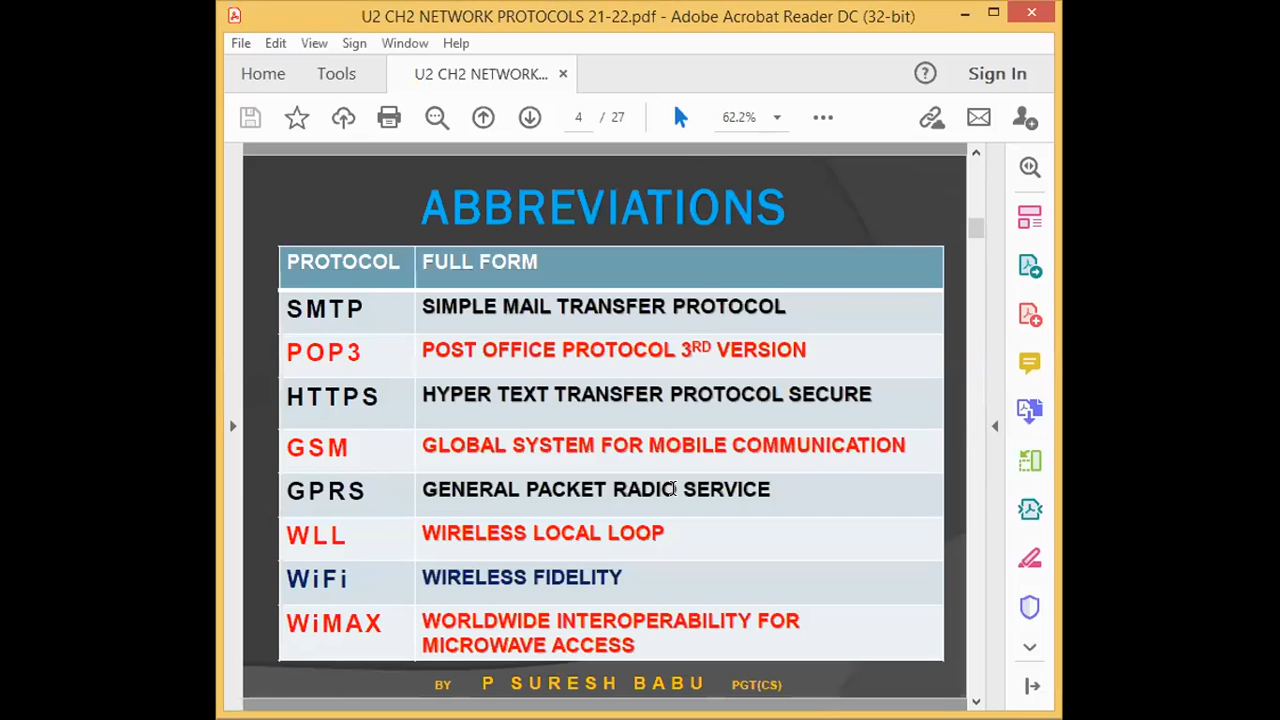 U2 CH2 NETWORK PROTOCOLS 21-22.pdf - Adobe Acrobat Reader DC (32-bit)
File Edit View Sign Window Help
Home Tools U2 CH2 NETWORK... × Sign In
4 / 27 62.2%
ABBREVIATIONS
PROTOCOL FULL FORM
SMTP SIMPLE MAIL TRANSFER PROTOCOL
POP3 POST OFFICE PROTOCOL 3RD VERSION
HTTPS HYPER TEXT TRANSFER PROTOCOL SECURE
GSM GLOBAL SYSTEM FOR MOBILE COMMUNICATION
GPRS GENERAL PACKET RADIO SERVICE
WLL WIRELESS LOCAL LOOP
WiFi WIRELESS FIDELITY
WiMAX WORLDWIDE INTEROPERABILITY FOR
MICROWAVE ACCESS
BY P SURESH BABU PGT(CS)